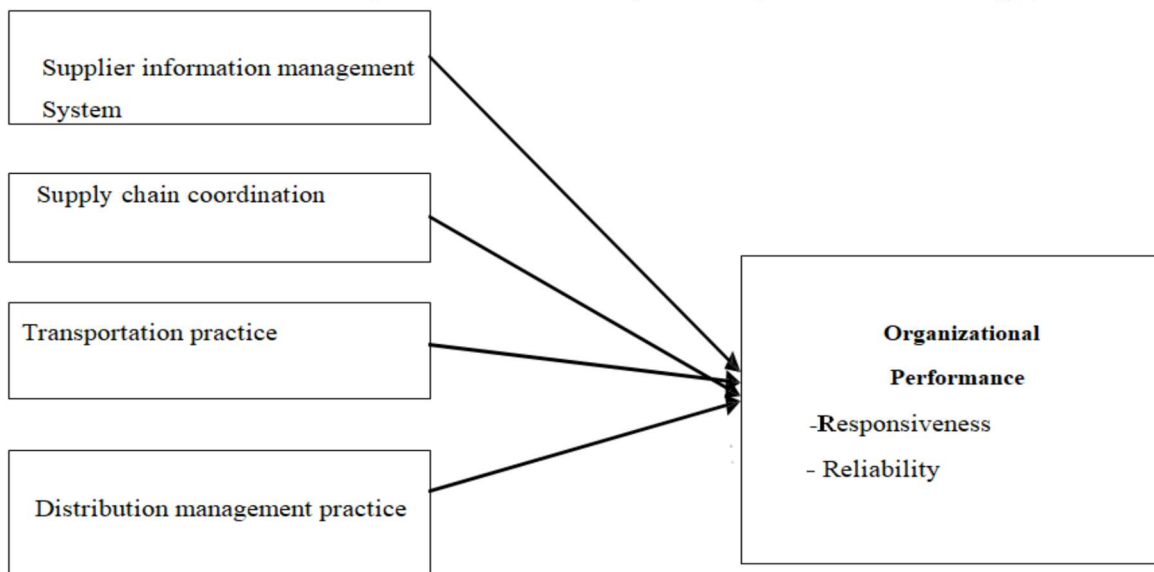 Supplier information management
System
Supply chain coordination
Transportation practice
Distribution management practice
Organizational
Performance
-Responsiveness
- Reliability